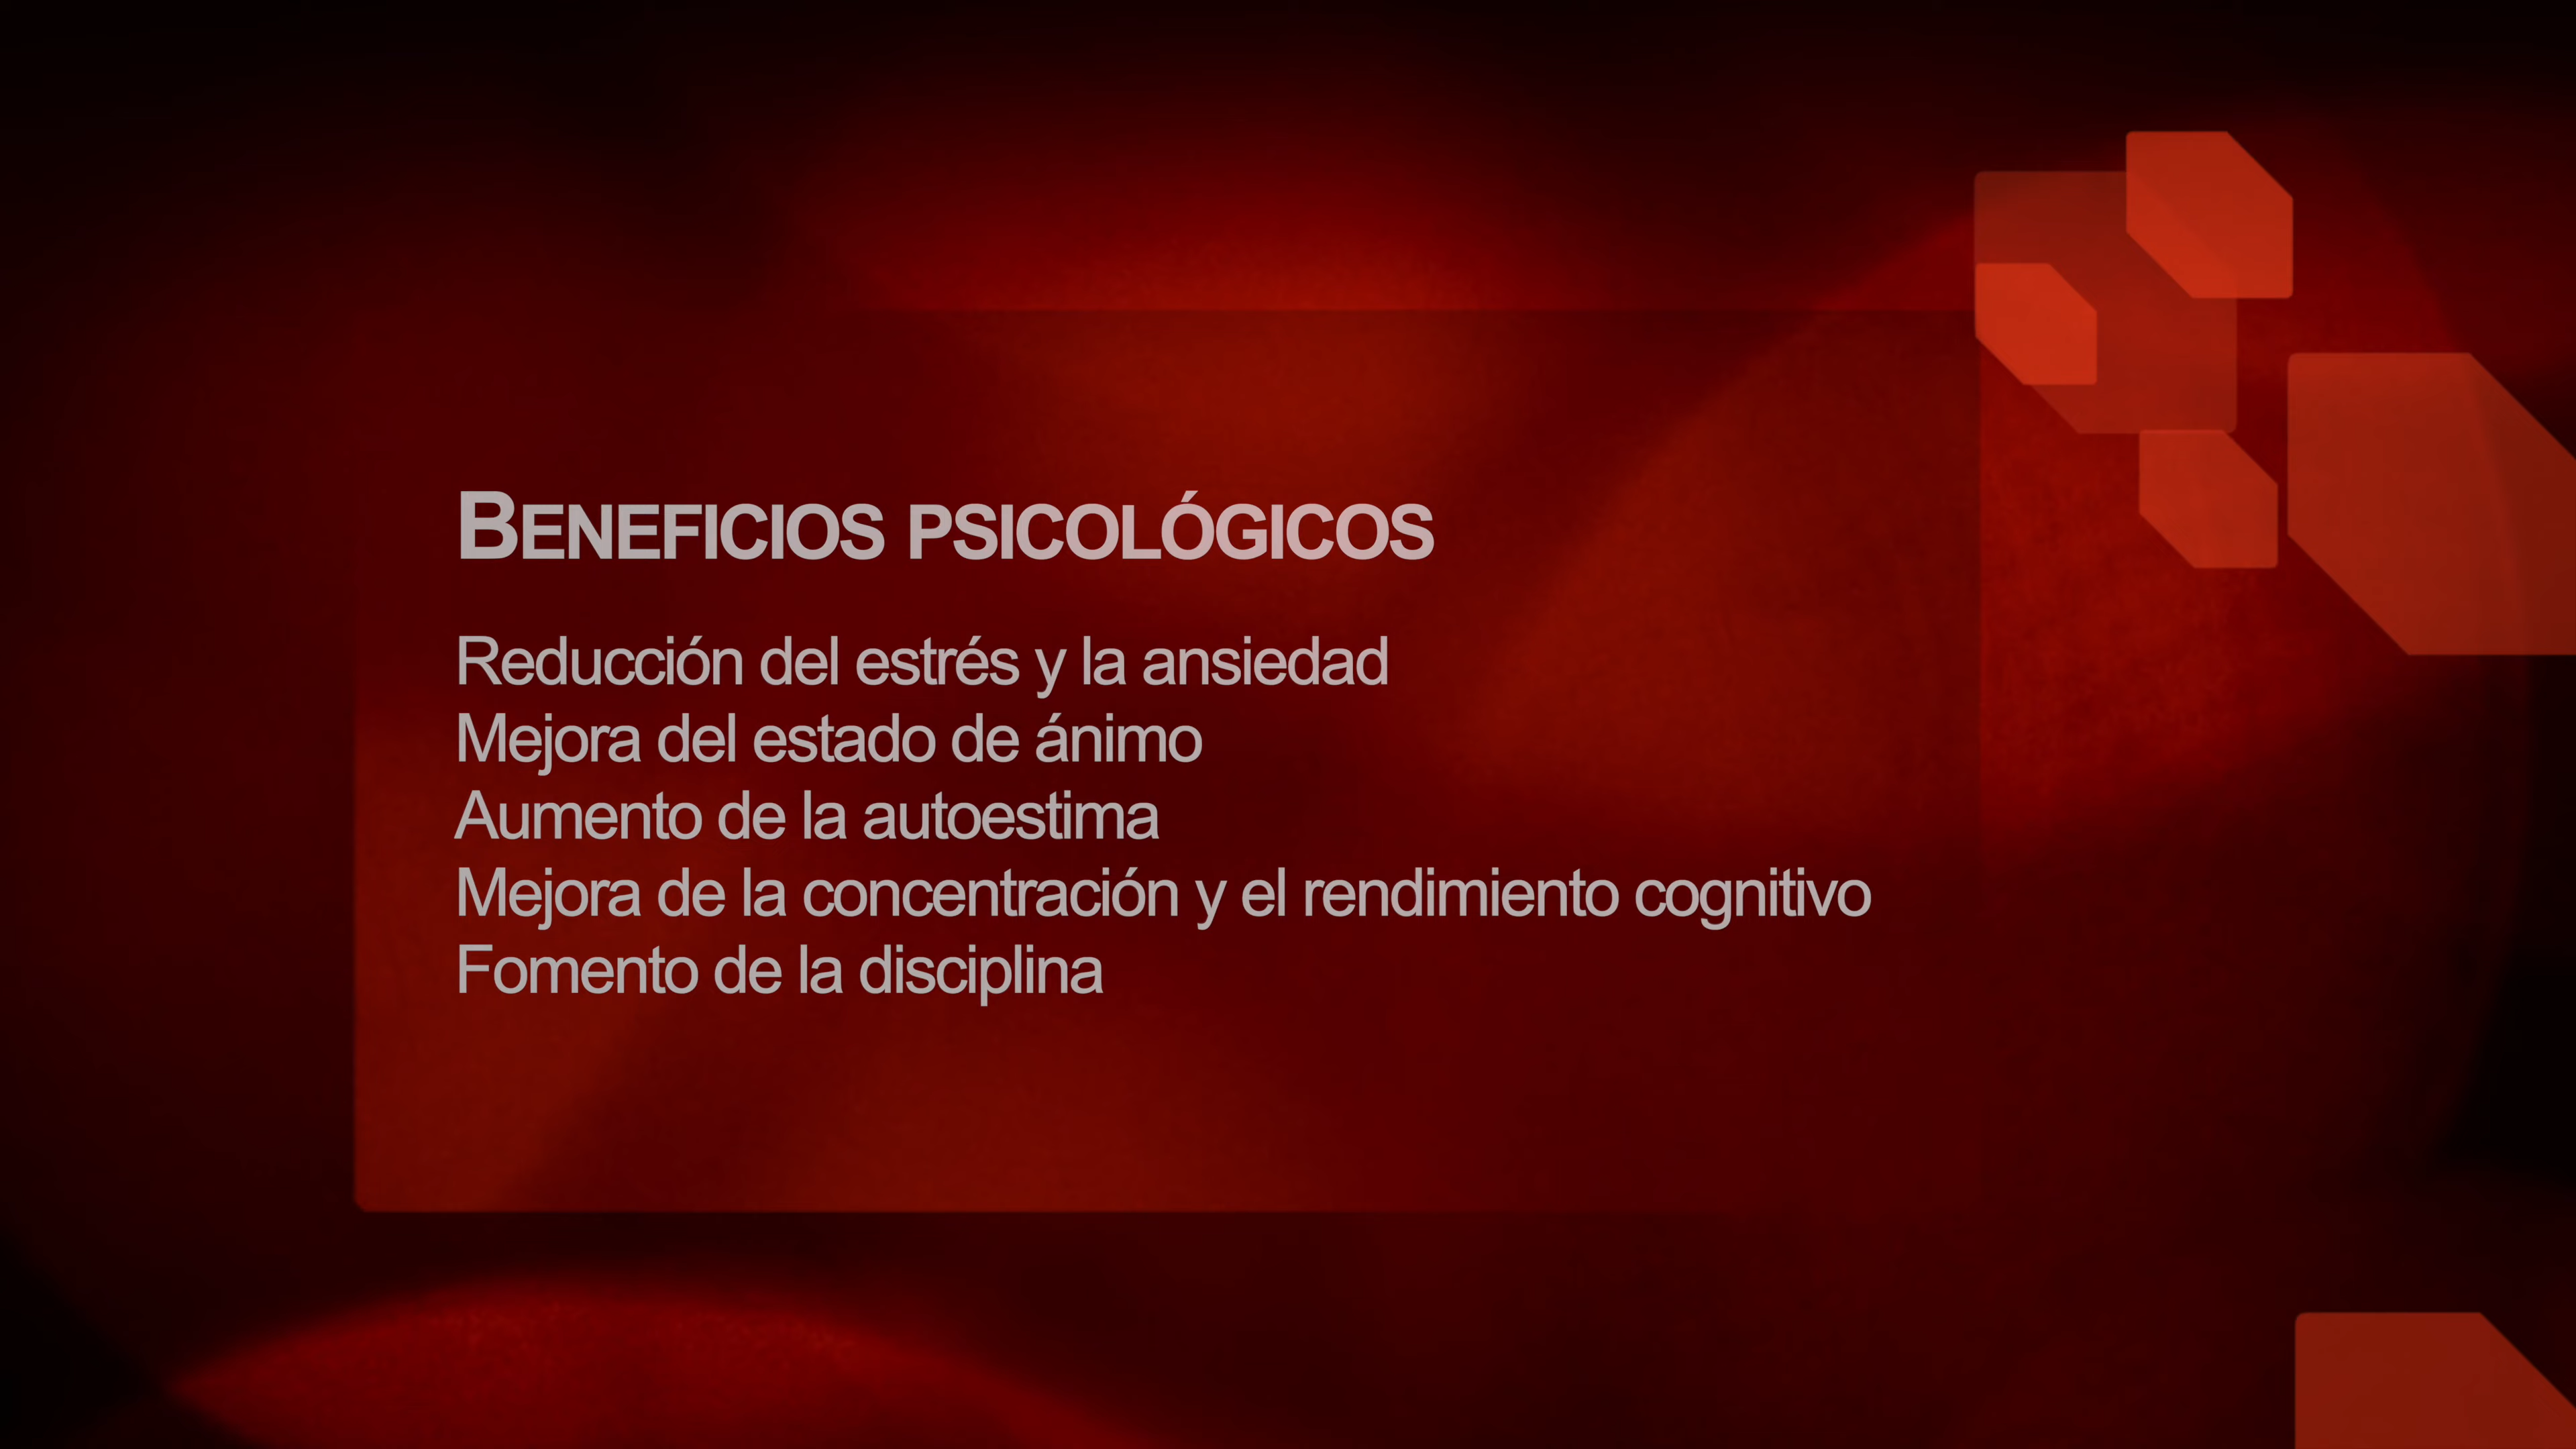 BENEFICIOS PSICOLÓGICOS
Reducción del estrés y la ansiedad
Mejora del estado de ánimo
Aumento de la autoestima
Mejora de la concentración y el rendimiento cognitivo
Fomento de la disciplina